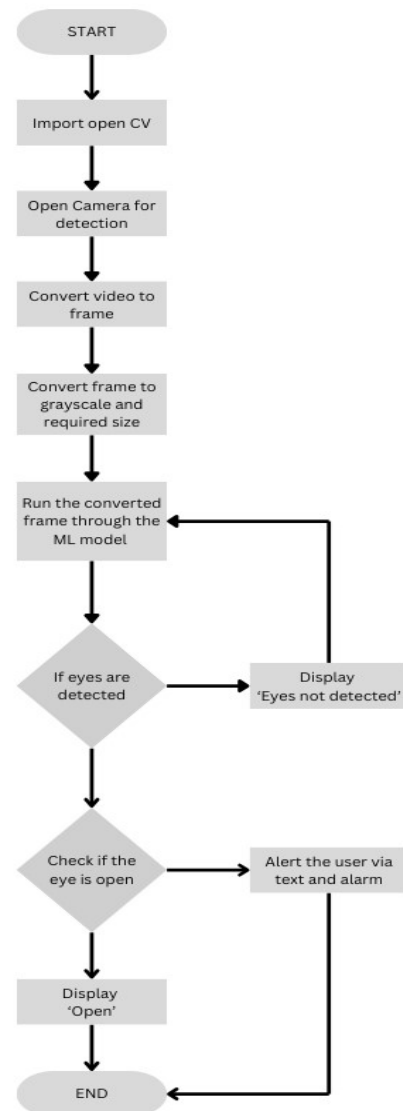 START
Import open CV
Open Camera for
detection
Convert video to
frame
Convert frame to
grayscale and
required size
Run the converted
frame through the
ML model
If eyes are
detected
Display
‘Eyes not detected’
Check if the
eye is open
Alert the user via
text and alarm
Display
‘Open’
END